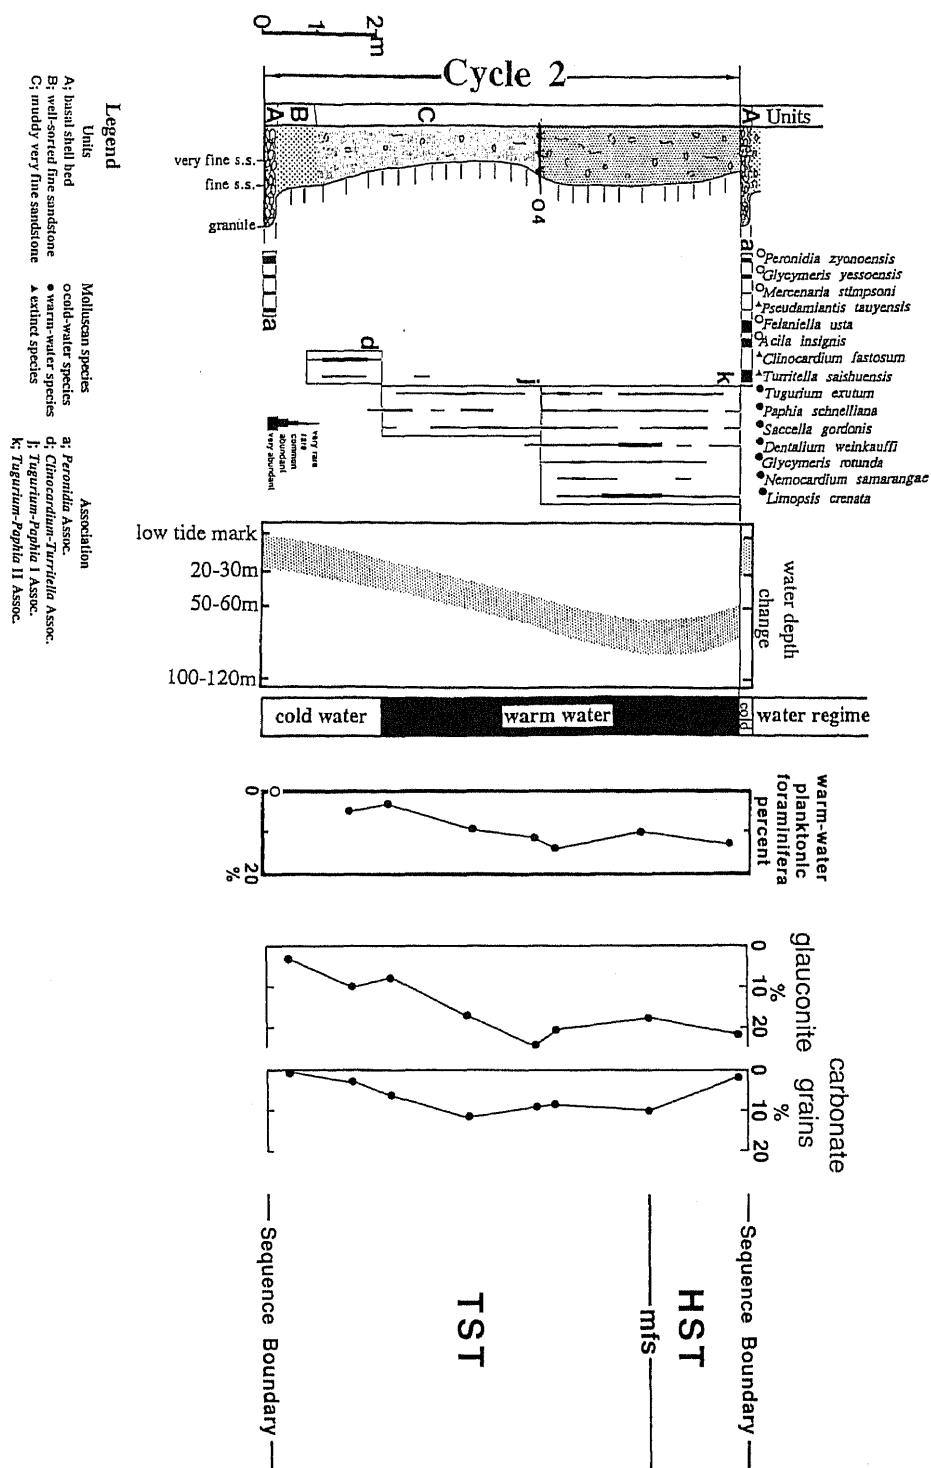 0 1 2 m
Cycle 2
A B C A Units
very fine s.s.
fine s.s.
granule
04
a
Peronidia zyonoensis
Glycymeris yessoensis
Mercenaria stimpsoni
Pseudamiantis tauyensis
Felaniella usta
Acila insignis
Clinocardium fastosum
Turritella saishuensis
Tugurium exutum
Paphia schnelliana
Saccella gordonis
Dentalium weinkauffi
Glycymeris rotunda
Nemocardium samarangae
Limopsis crenata
a
d
j
k
very rare
rare
common
abundant
very abundant
low tide mark
20-30m
50-60m
100-120m
water depth
change
cold water
warm water
cold
water regime
0
20
%
warm-water
planktonic
foraminifera
percent
glauconite
0
10
%
20
carbonate
grains
0
10
%
20
Sequence Boundary
TST
mfs
HST
Sequence Boundary
Legend
Units
A; basal shell bed
B; well-sorted fine sandstone
C; muddy very fine sandstone
Molluscan species
○ cold-water species
● warm-water species
▲ extinct species
Association
a; Peronidia Assoc.
d; Clinocardium-Turritella Assoc.
j; Tugurium-Paphia I Assoc.
k; Tugurium-Paphia II Assoc.